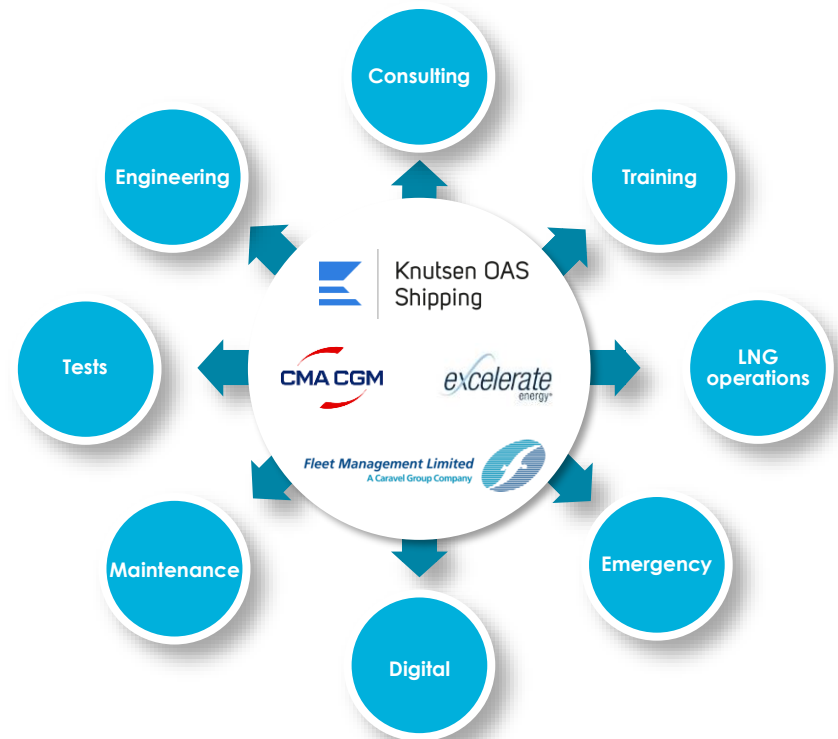 Consulting
Engineering
Training
Knutsen OAS
Shipping
Tests
CMA CGM
excelerate
energy
LNG
operations
Fleet Management Limited
A Caravel Group Company
Maintenance
Emergency
Digital